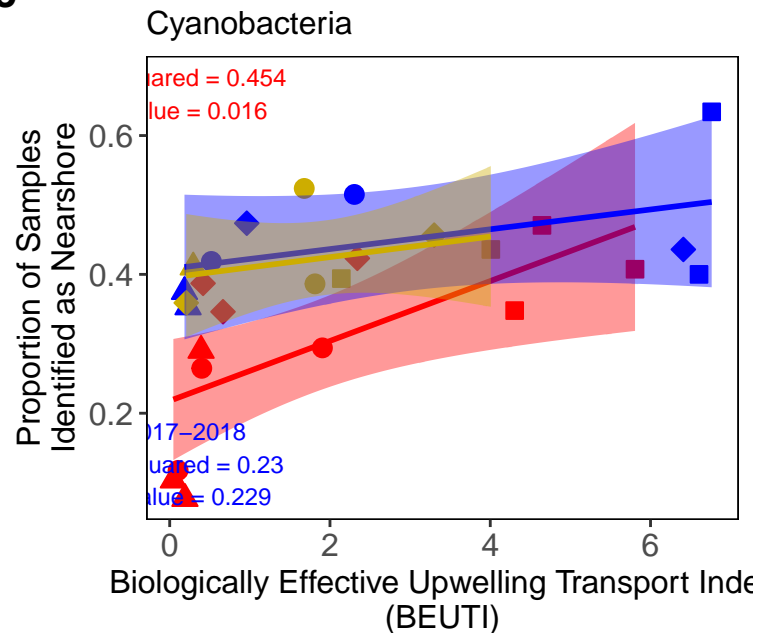 Cyanobacteria
uared = 0.454
lue = 0.016
Proportion of Samples
Identified as Nearshore
0.6
0.4
0.2
017−2018
uared = 0.23
alue = 0.229
0 2 4 6
Biologically Effective Upwelling Transport Inde
(BEUTI)